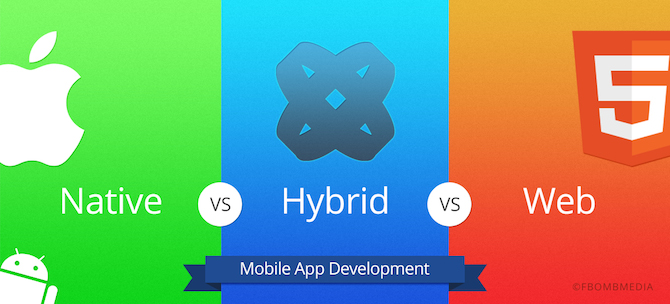 Native VS Hybrid VS Web
Mobile App Development
©FBOMBMEDIA